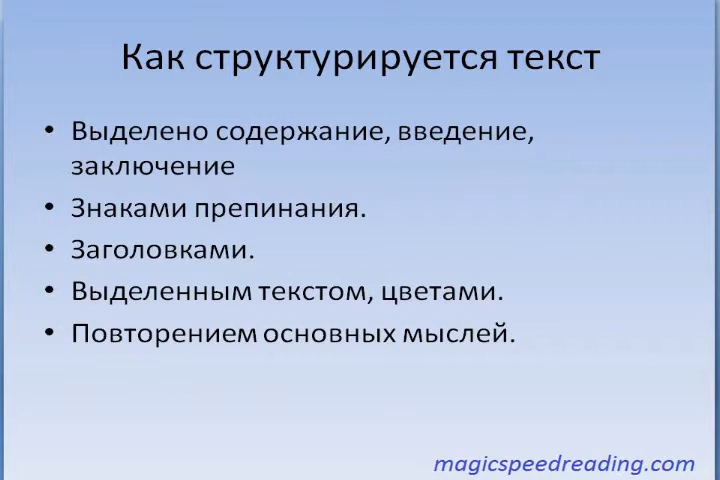 Как структурируется текст
• Выделено содержание, введение,
заключение
• Знаками препинания.
• Заголовками.
• Выделенным текстом, цветами.
• Повторением основных мыслей.
magicspeedreading.com